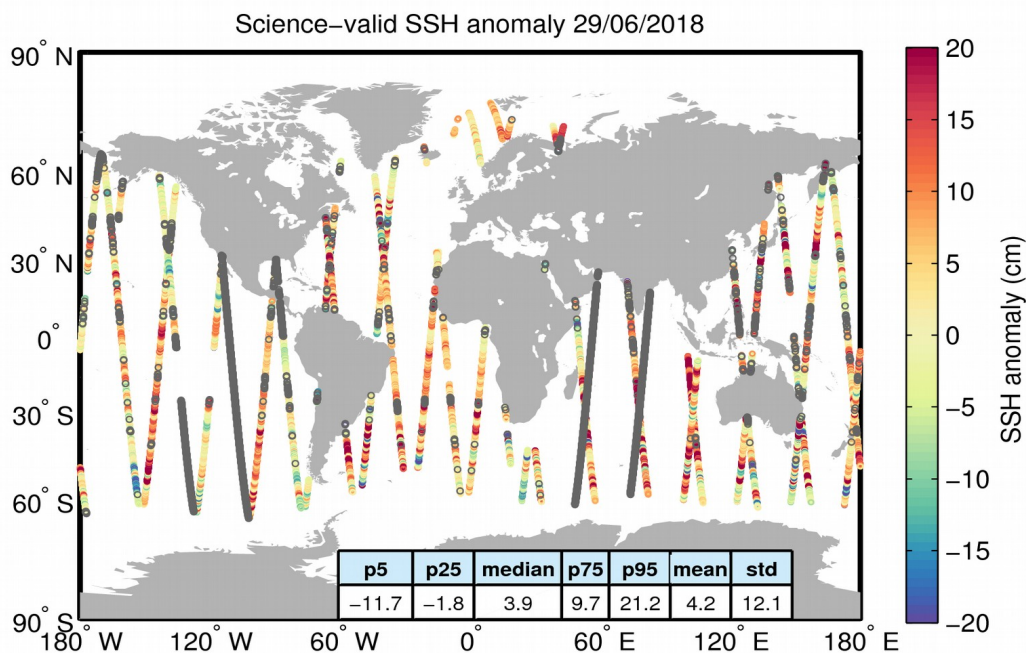 Science−valid SSH anomaly 29/06/2018
90° N
60° N
30° N
0°
30° S
60° S
90° S
180° W
120° W
60° W
0°
60° E
120° E
180° E
p5 p25 median p75 p95 mean std
−11.7 −1.8 3.9 9.7 21.2 4.2 12.1
20
15
10
5
0
−5
−10
−15
−20
SSH anomaly (cm)